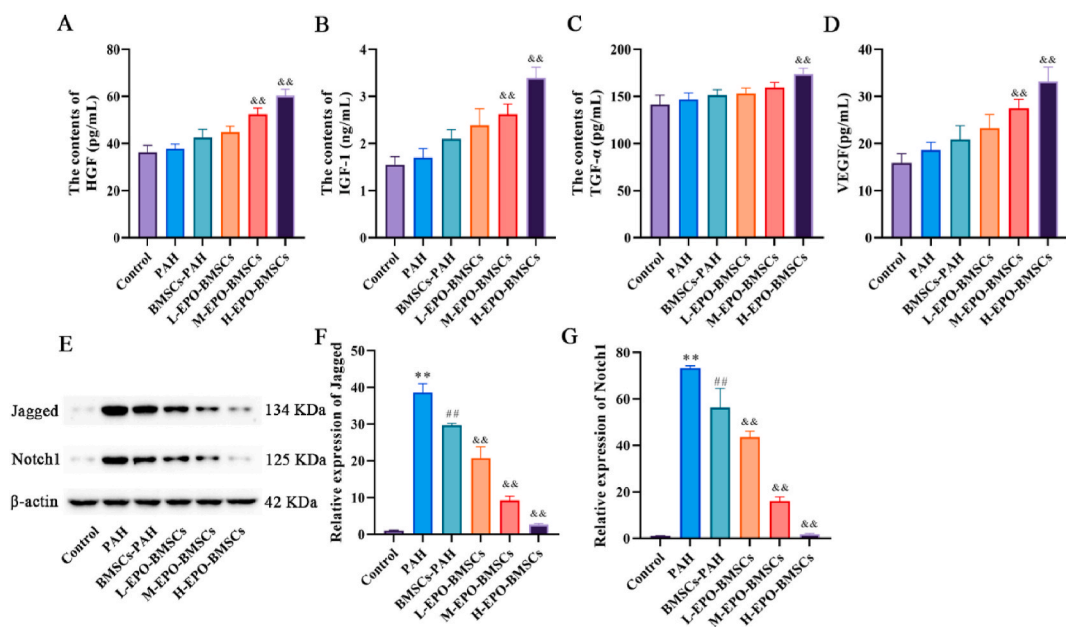 A
The contents of
HGF (pg/mL)
80
60
40
20
0
&&
&&
Control
PAH
BMSCs-PAH
L-EPO-BMSCs
M-EPO-BMSCs
H-EPO-BMSCs
B
The contents of
IGF-1 (ng/mL)
4
3
2
1
0
&&
&&
Control
PAH
BMSCs-PAH
L-EPO-BMSCs
M-EPO-BMSCs
H-EPO-BMSCs
C
The contents of
TGF-α (pg/mL)
200
150
100
50
0
&&
Control
PAH
BMSCs-PAH
L-EPO-BMSCs
M-EPO-BMSCs
H-EPO-BMSCs
D
VEGF(pg/mL)
40
30
20
10
0
&&
&&
Control
PAH
BMSCs-PAH
L-EPO-BMSCs
M-EPO-BMSCs
H-EPO-BMSCs
E
Jagged
134 KDa
Notch1
125 KDa
β-actin
42 KDa
Control
PAH
BMSCs-PAH
L-EPO-BMSCs
M-EPO-BMSCs
H-EPO-BMSCs
F
Relative expression of Jagged
50
40
30
20
10
0
**
##
&&
&&
&&
Control
PAH
BMSCs-PAH
L-EPO-BMSCs
M-EPO-BMSCs
H-EPO-BMSCs
G
Relative expression of Notch1
80
60
40
20
0
**
##
&&
&&
&&
Control
PAH
BMSCs-PAH
L-EPO-BMSCs
M-EPO-BMSCs
H-EPO-BMSCs